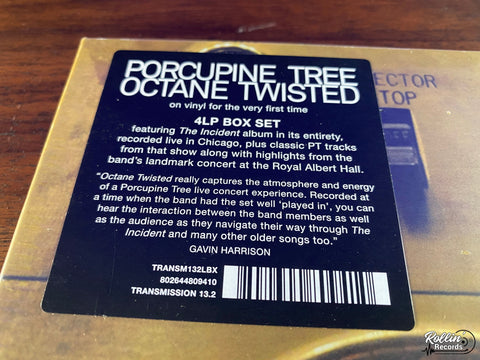 PORCUPINE TREE
OCTANE TWISTED
on vinyl for the very first time
4LP BOX SET
featuring The Incident album in its entirety,
recorded live in Chicago, plus classic PT tracks
from that show along with highlights from the
band's landmark concert at the Royal Albert Hall.
"Octane Twisted really captures the atmosphere and energy
of a Porcupine Tree live concert experience. Recorded at
a time when the band had the set well 'played in', you can
hear the interaction between the band members as well
as the audience as they navigate their way through The
Incident and many other older songs too."
GAVIN HARRISON
TRANSM132LBX
802644809410
TRANSMISSION 13.2
ECTOR
TOP
Rollin'
Records